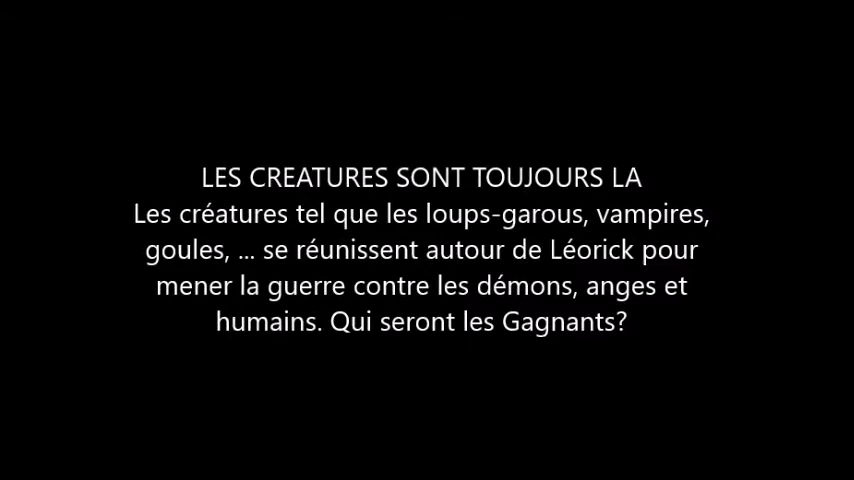 LES CREATURES SONT TOUJOURS LA
Les créatures tel que les loups-garous, vampires,
goules, ... se réunissent autour de Léorick pour
mener la guerre contre les démons, anges et
humains. Qui seront les Gagnants?